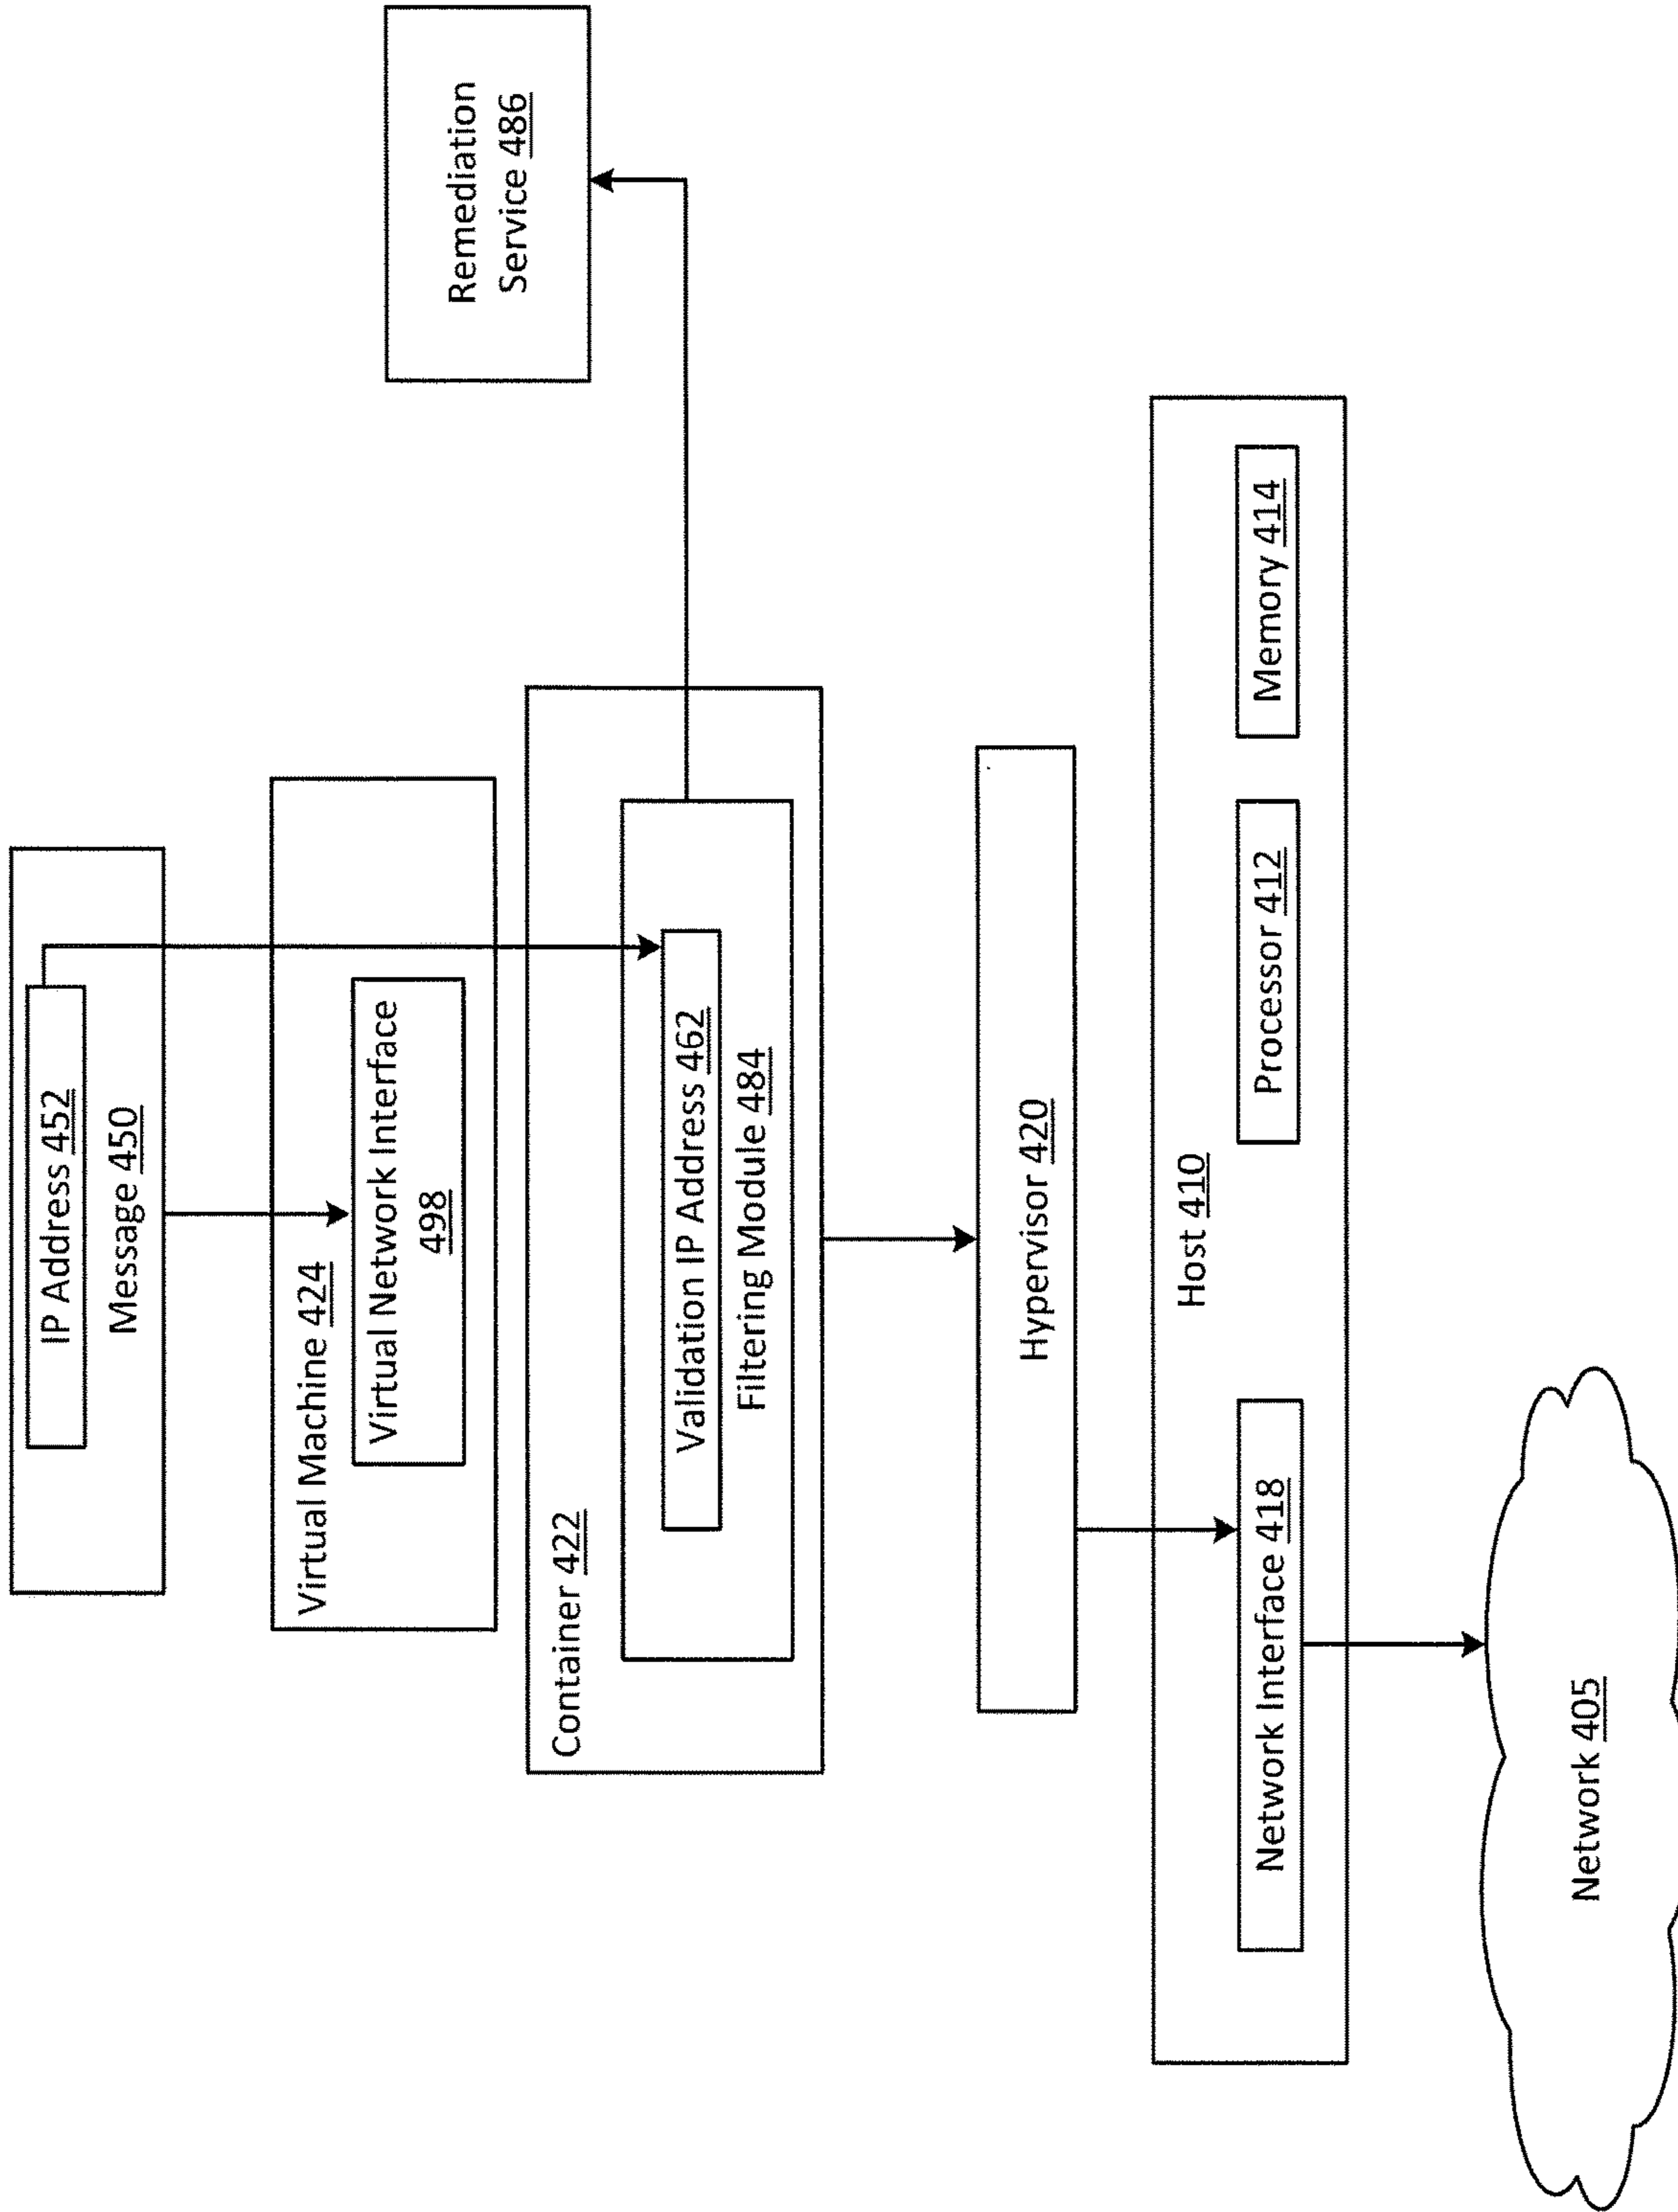 IP Address 452
Message 450
Virtual Machine 424
Virtual Network Interface
498
Remediation
Service 486
Container 422
Validation IP Address 462
Filtering Module 484
Hypervisor 420
Host 410
Network Interface 418
Processor 412
Memory 414
Network 405